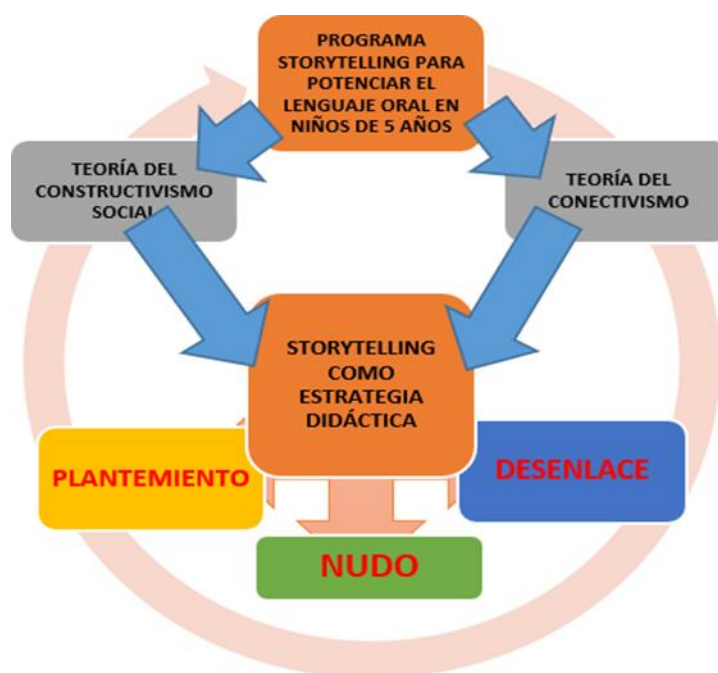 PROGRAMA
STORYTELLING PARA
POTENCIAR EL
LENGUAJE ORAL EN
NIÑOS DE 5 AÑOS
TEORÍA DEL
CONSTRUCTIVISMO
SOCIAL
TEORÍA DEL
CONECTIVISMO
STORYTELLING
COMO
ESTRATEGIA
DIDÁCTICA
PLANTEMIENTO
DESENLACE
NUDO